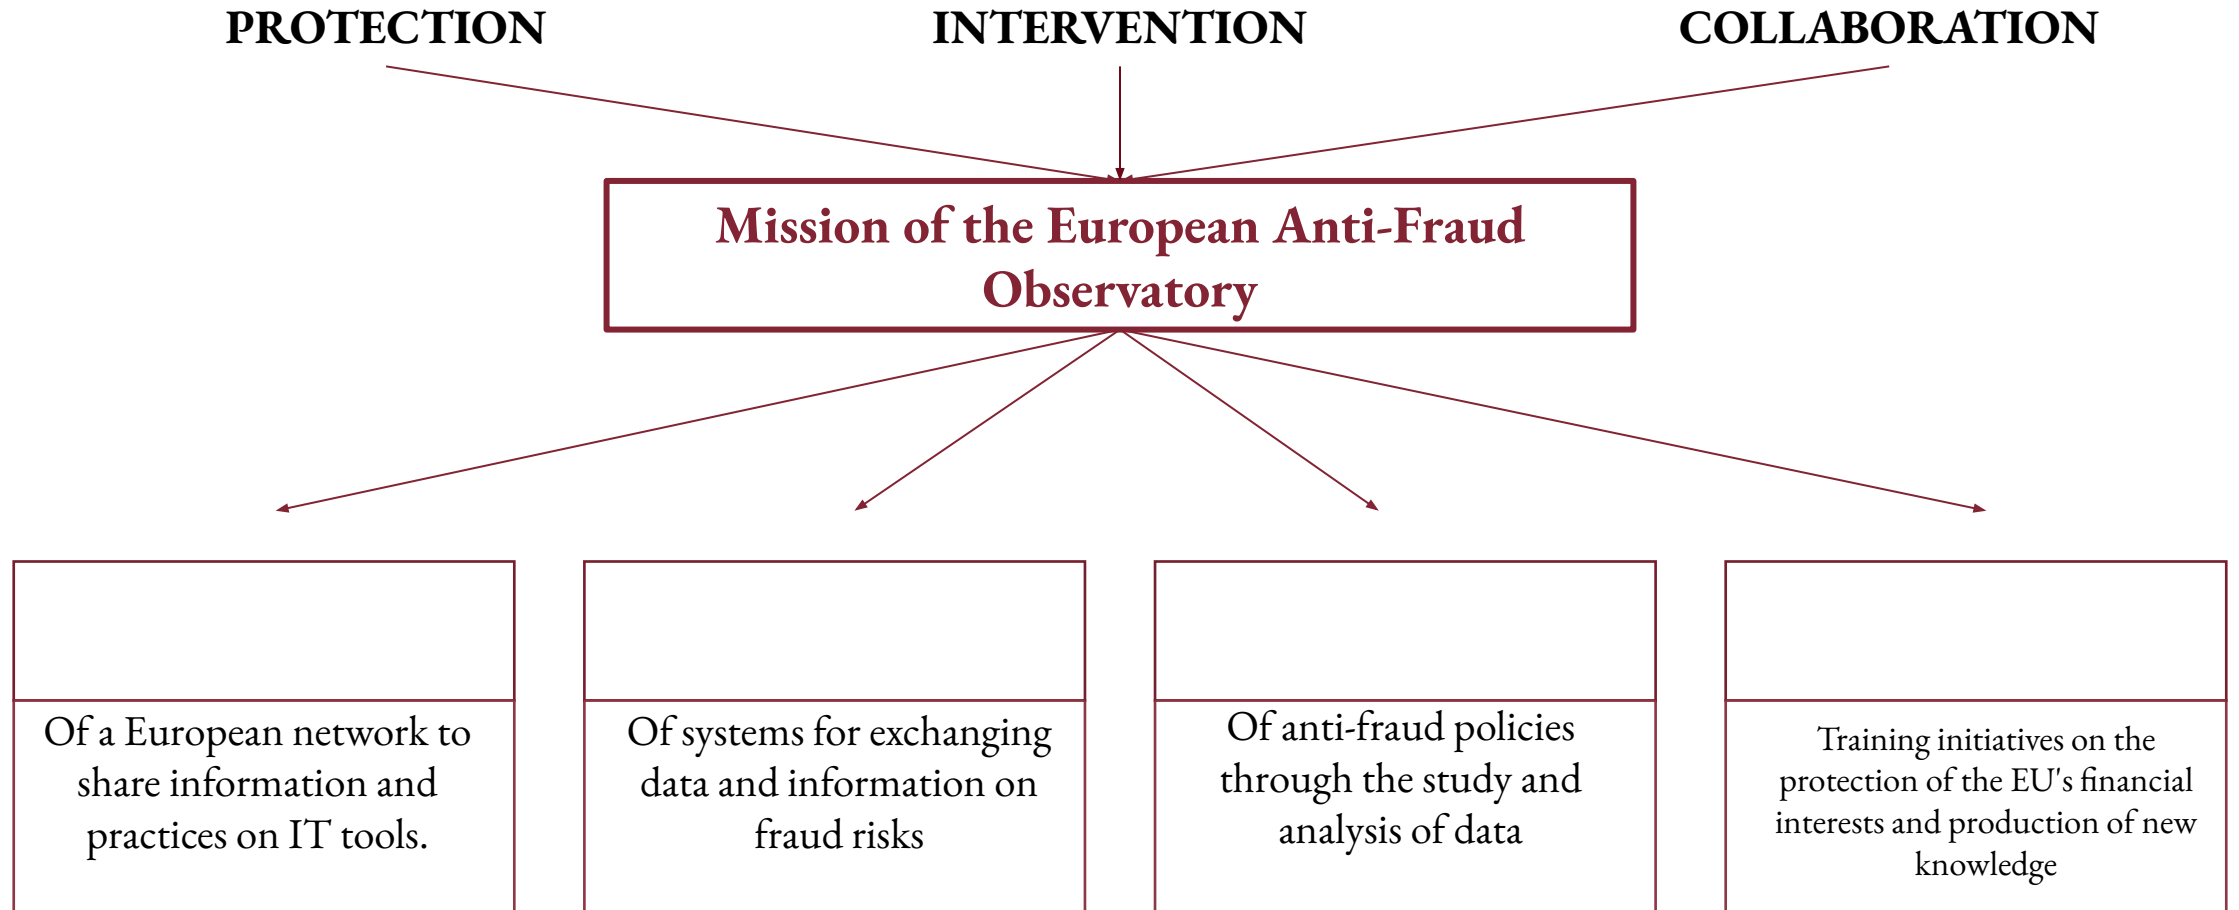 PROTECTION
INTERVENTION
COLLABORATION
Mission of the European Anti-Fraud
Observatory
Of a European network to
share information and
practices on IT tools.
Of systems for exchanging
data and information on
fraud risks
Of anti-fraud policies
through the study and
analysis of data
Training initiatives on the
protection of the EU's financial
interests and production of new
knowledge